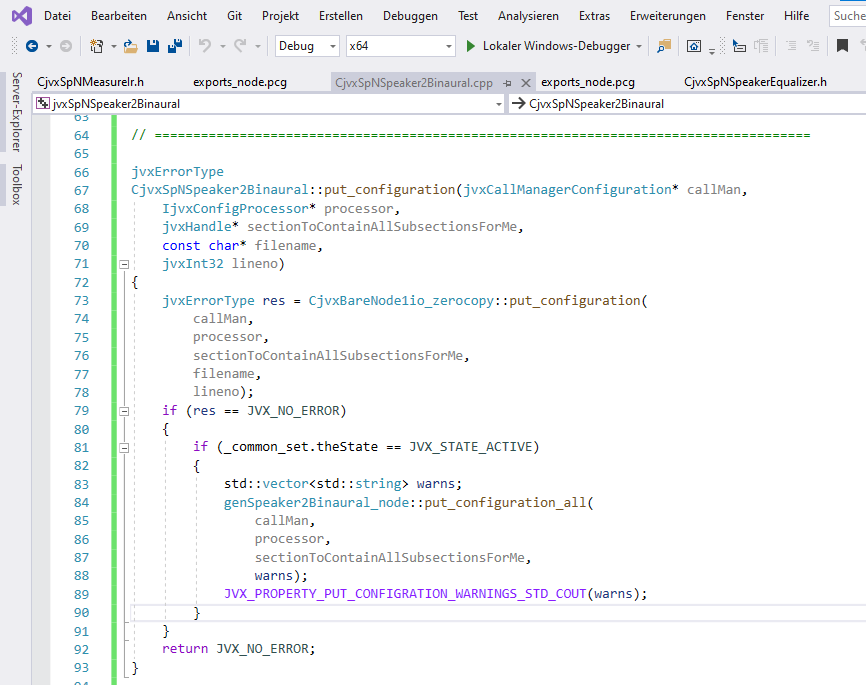 Datei Bearbeiten Ansicht Git Projekt Erstellen Debuggen Test Analysieren Extras Erweiterungen Fenster Hilfe Suche
Debug x64 Lokaler Windows-Debugger
Server-Explorer
Toolbox
CjvxSpNMeasureIr.h exports_node.pcg CjvxSpNSpeaker2Binaural.cpp exports_node.pcg CjvxSpNSpeakerEqualizer.h
jvxSpNSpeaker2Binaural CjvxSpNSpeaker2Binaural
63
64 // =====================================================================================
65
66 jvxErrorType
67 CjvxSpNSpeaker2Binaural::put_configuration(jvxCallManagerConfiguration* callMan,
68 IjvxConfigProcessor* processor,
69 jvxHandle* sectionToContainAllSubsectionsForMe,
70 const char* filename,
71 jvxInt32 lineno)
72 {
73 jvxErrorType res = CjvxBareNode1io_zerocopy::put_configuration(
74 callMan,
75 processor,
76 sectionToContainAllSubsectionsForMe,
77 filename,
78 lineno);
79 if (res == JVX_NO_ERROR)
80 {
81 if (_common_set.theState == JVX_STATE_ACTIVE)
82 {
83 std::vector<std::string> warns;
84 genSpeaker2Binaural_node::put_configuration_all(
85 callMan,
86 processor,
87 sectionToContainAllSubsectionsForMe,
88 warns);
89 JVX_PROPERTY_PUT_CONFIGRATION_WARNINGS_STD_COUT(warns);
90 }
91 }
92 return JVX_NO_ERROR;
93 }